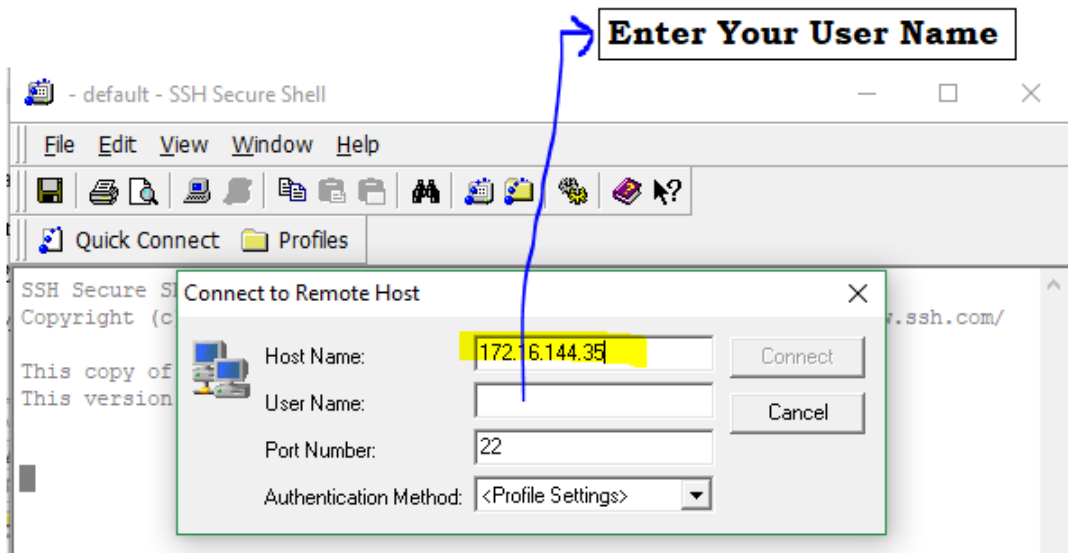 Enter Your User Name
- default - SSH Secure Shell
File Edit View Window Help
Quick Connect Profiles
SSH Secure S
Copyright (c
.ssh.com/
This copy of
This version
Connect to Remote Host
Host Name: 172.16.144.35 Connect
User Name: Cancel
Port Number: 22
Authentication Method: <Profile Settings>